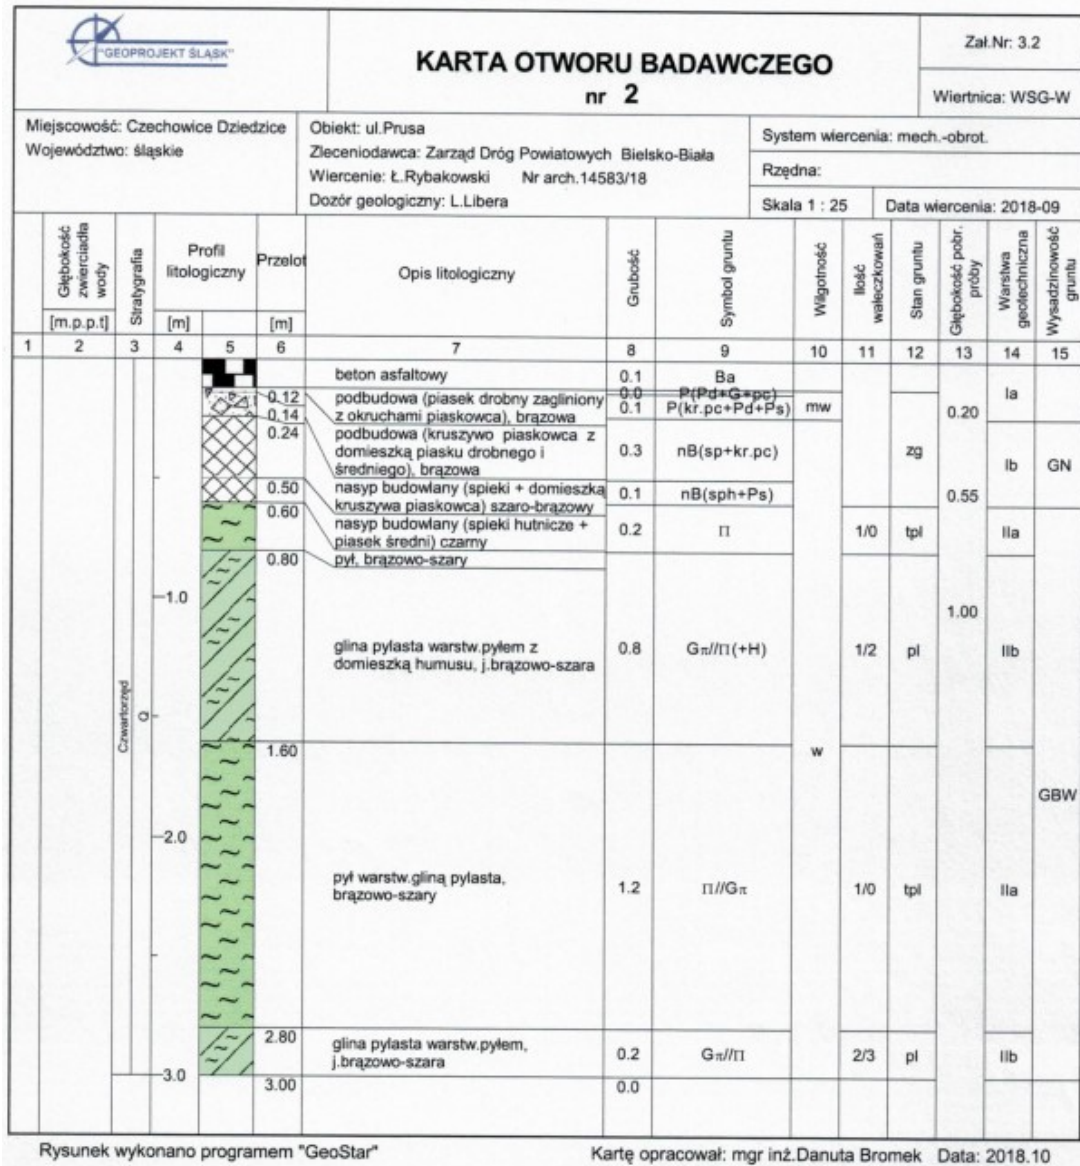 "GEOPROJEKT ŚLĄSK"
KARTA OTWORU BADAWCZEGO
nr 2
Zał.Nr: 3.2
Wiertnica: WSG-W
Miejscowość: Czechowice Dziedzice
Województwo: śląskie
Obiekt: ul.Prusa
Zleceniodawca: Zarząd Dróg Powiatowych Bielsko-Biała
Wiercenie: Ł.Rybakowski Nr arch.14583/18
Dozór geologiczny: L.Libera
System wiercenia: mech.-obrot.
Rzędna:
Skala 1 : 25 Data wiercenia: 2018-09
Głębokość zwierciadła wody
[m.p.p.t]
Stratygrafia
Profil litologiczny
[m]
Przelot
[m]
Opis litologiczny
Grubość
Symbol gruntu
Wilgotność
Ilość wałeczkowań
Stan gruntu
Głębokość pobr. próby
Warstwa geotechniczna
Wysadzinowość gruntu
1 2 3 4 5 6 7 8 9 10 11 12 13 14 15
beton asfaltowy 0.1 Ba
0.12 podbudowa (piasek drobny zagliniony
z okruchami piaskowca), brązowa
0.0 P(Pd+G+pc)
0.14 podbudowa (kruszywo piaskowca z
domieszką piasku drobnego i
średniego), brązowa
0.1 P(kr.pc+Pd+Ps) mw
0.24 nasyp budowlany (spieki + domieszką
kruszywa piaskowca) szaro-brązowy
0.3 nB(sp+kr.pc)
0.50 nasyp budowlany (spieki hutnicze +
piasek średni) czarny
0.1 nB(sph+Ps)
zg
0.20
0.55
Ia
Ib GN
0.60 pył, brązowo-szary
0.2 Π 1/0 tpl IIa
0.80
1.0
1.00
glina pylasta warstw.pyłem z
domieszką humusu, j.brązowo-szara
0.8 Gπ//Π(+H) 1/2 pl IIb
Czwartorzęd
Q
1.60
w
GBW
2.0
pył warstw.gliną pylasta,
brązowo-szary
1.2 Π//Gπ 1/0 tpl IIa
2.80
glina pylasta warstw.pyłem,
j.brązowo-szara
0.2 Gπ//Π 2/3 pl IIb
3.0
3.00 0.0
Rysunek wykonano programem "GeoStar"
Kartę opracował: mgr inż.Danuta Bromek Data: 2018.10